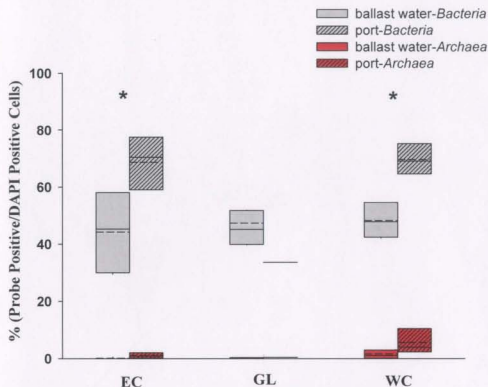 ballast water-Bacteria
port-Bacteria
ballast water-Archaea
port-Archaea
% (Probe Positive/DAPI Positive Cells)
100
80
60
40
20
0
*
*
EC
GL
WC